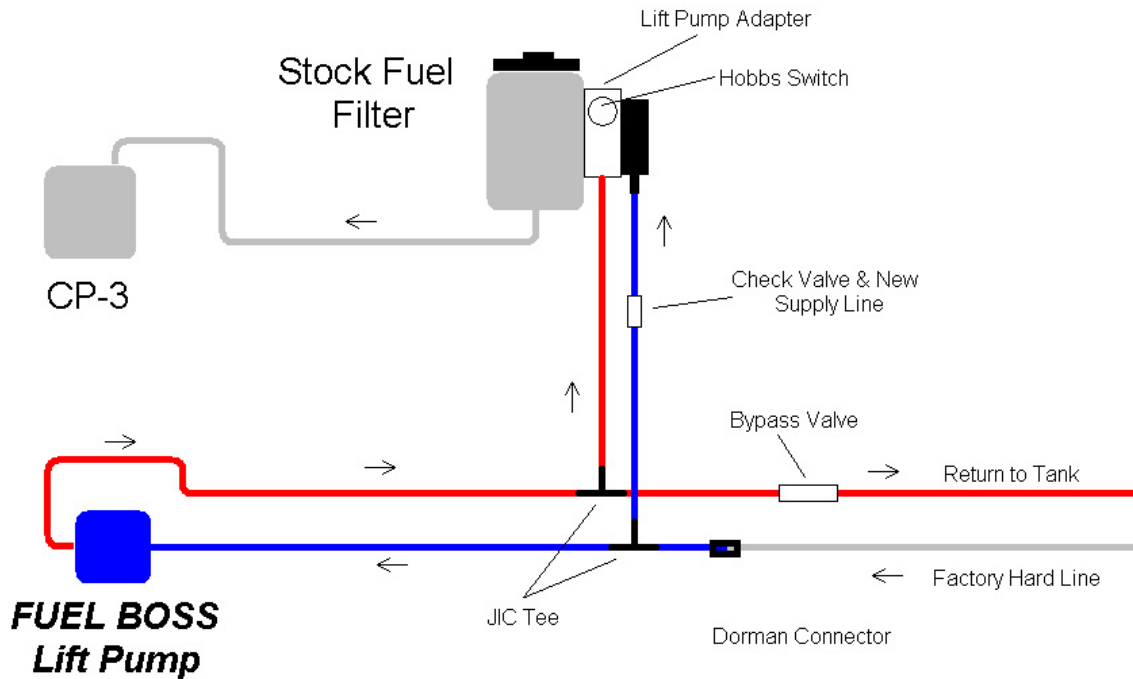 Lift Pump Adapter
Stock Fuel
Filter
Hobbs Switch
CP-3
Check Valve & New
Supply Line
Bypass Valve
Return to Tank
FUEL BOSS
Lift Pump
JIC Tee
Factory Hard Line
Dorman Connector